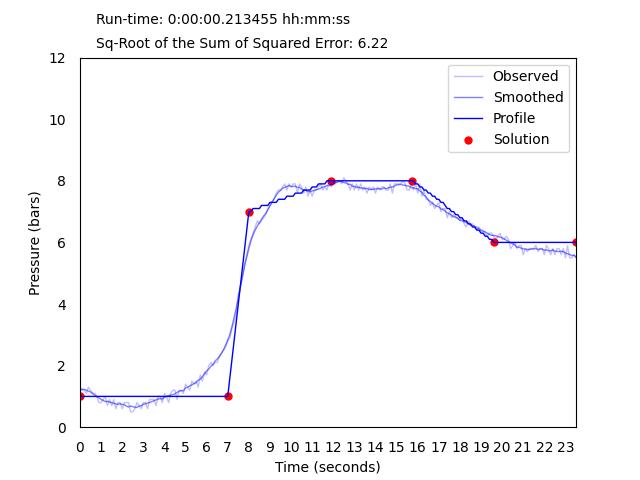 Run-time: 0:00:00.213455 hh:mm:ss
Sq-Root of the Sum of Squared Error: 6.22
12
10
8
6
4
2
0
Pressure (bars)
Observed
Smoothed
Profile
Solution
0 1 2 3 4 5 6 7 8 9 10 11 12 13 14 15 16 17 18 19 20 21 22 23
Time (seconds)